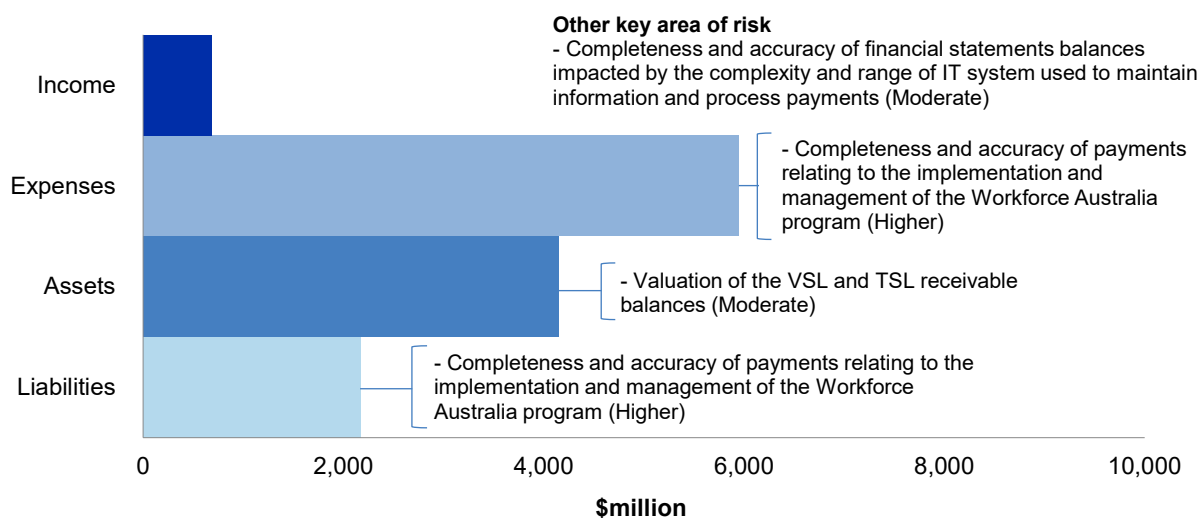 Other key area of risk
- Completeness and accuracy of financial statements balances
impacted by the complexity and range of IT system used to maintain
information and process payments (Moderate)
Income
Expenses
- Completeness and accuracy of payments
relating to the implementation and
management of the Workforce Australia
program (Higher)
Assets
- Valuation of the VSL and TSL receivable
balances (Moderate)
Liabilities
- Completeness and accuracy of payments relating to the
implementation and management of the Workforce
Australia program (Higher)
0 2,000 4,000 6,000 8,000 10,000
$million